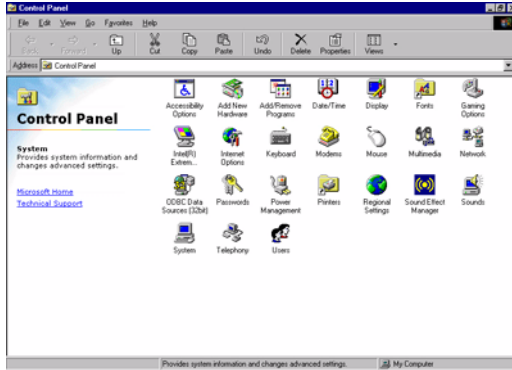 Control Panel
File Edit View Go Favorites Help
Back Forward Up Cut Copy Paste Undo Delete Properties Views
Address Control Panel
Control Panel
System
Provides system information and
changes advanced settings.
Microsoft Home
Technical Support
Accessibility
Options
Add New
Hardware
Add/Remove
Programs
Date/Time
Display
Fonts
Gaming
Options
Intel(R)
Extrem...
Internet
Options
Keyboard
Modems
Mouse
Multimedia
Network
ODBC Data
Sources (32bit)
Passwords
Power
Management
Printers
Regional
Settings
Sound Effect
Manager
Sounds
System
Telephony
Users
Provides system information and changes advanced settings.
My Computer